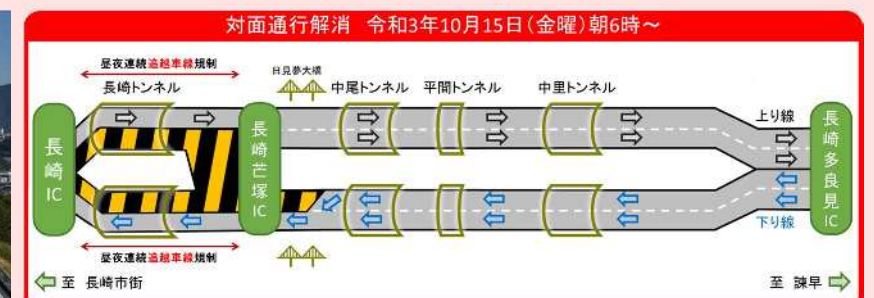 対面通行解消 令和3年10月15日(金曜)朝6時～
昼夜連続追越車線規制
長崎トンネル
日見夢大橋
中尾トンネル
平間トンネル
中里トンネル
上り線
長崎IC
長崎芒塚IC
長崎多良見IC
下り線
昼夜連続追越車線規制
至 長崎市街
至 諫早